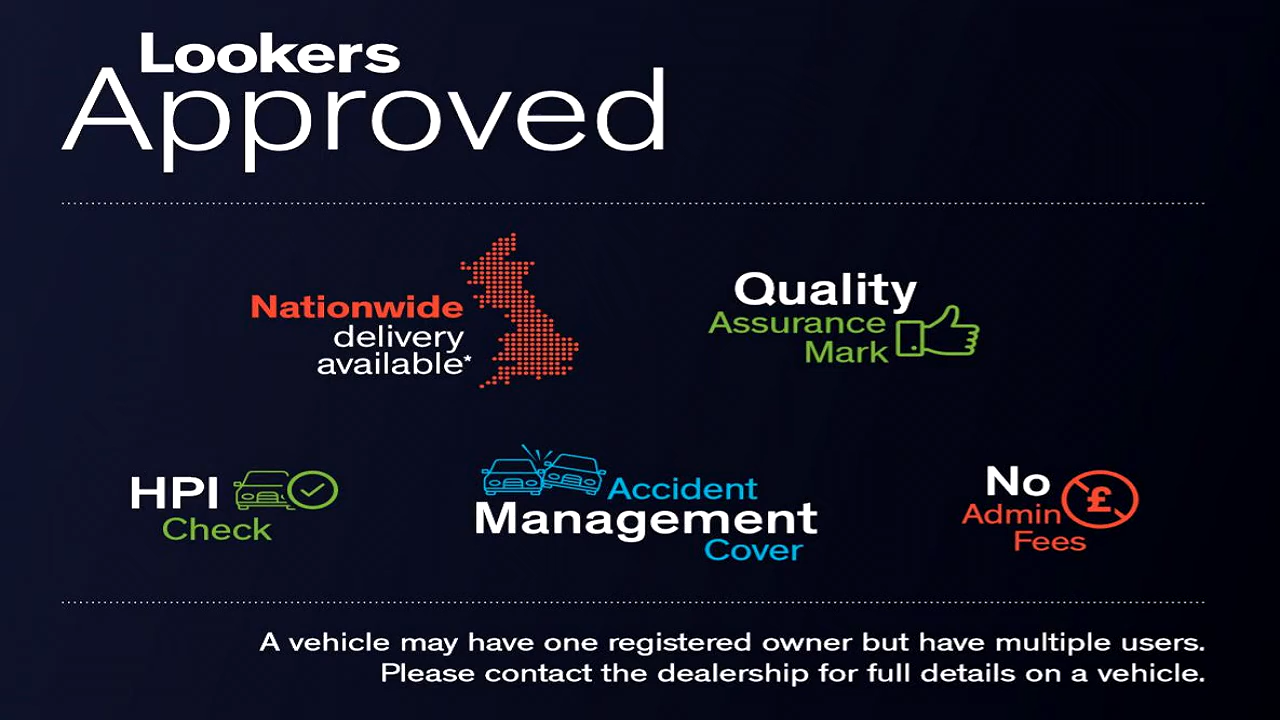 Lookers
Approved
Nationwide
delivery
available*
Quality
Assurance
Mark
HPI
Check
Accident
Management
Cover
No
Admin
Fees
£
A vehicle may have one registered owner but have multiple users.
Please contact the dealership for full details on a vehicle.